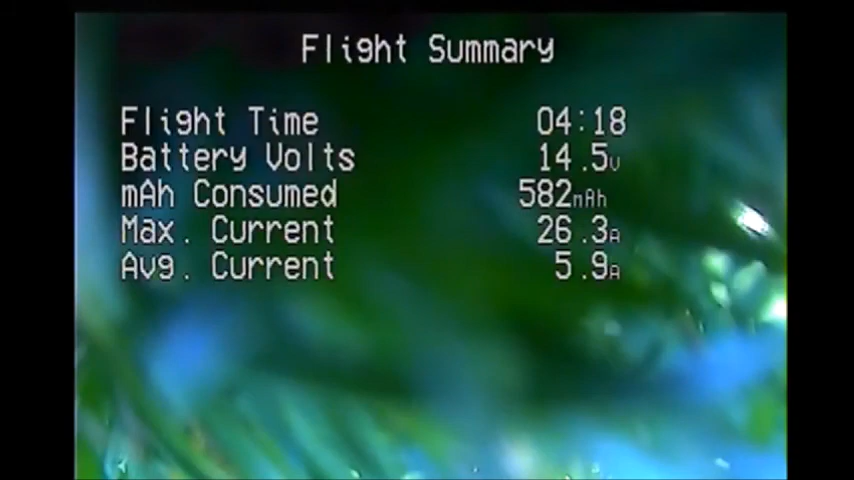 Flight Summary
Flight Time 04:18
Battery Volts 14.5v
mAh Consumed 582mAh
Max. Current 26.3A
Avg. Current 5.9A